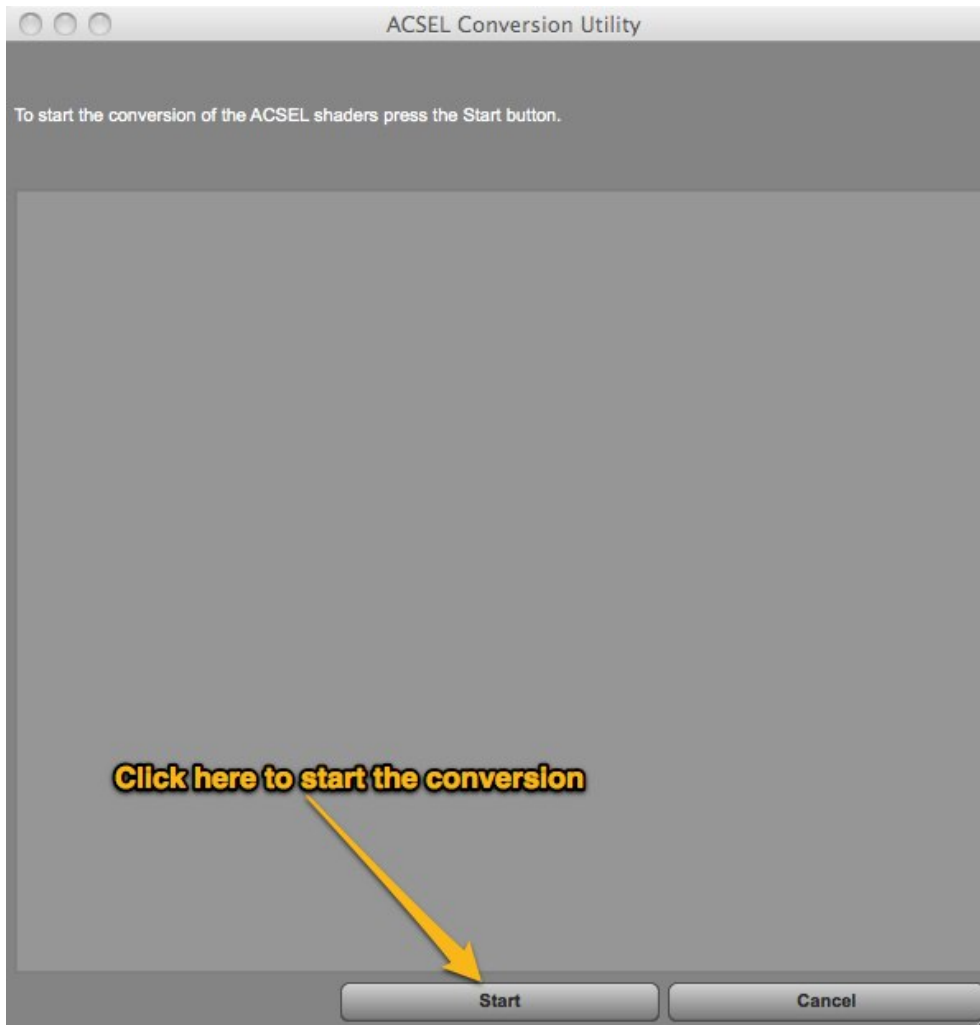 ACSEL Conversion Utility
To start the conversion of the ACSEL shaders press the Start button.
Click here to start the conversion
Start
Cancel